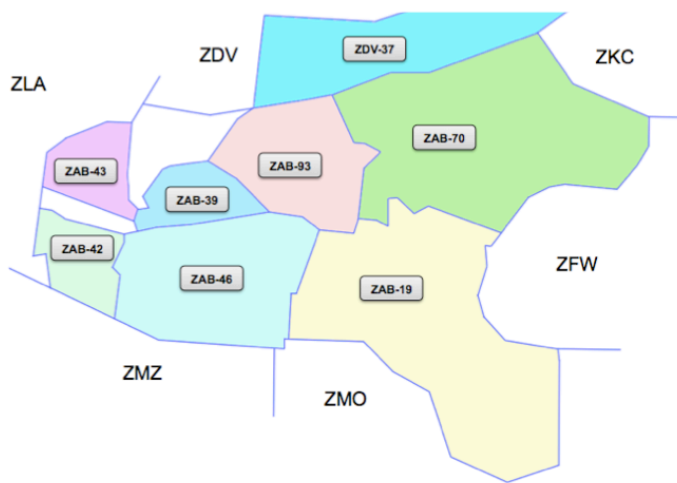 ZDV-37
ZDV
ZKC
ZLA
ZAB-70
ZAB-93
ZAB-43
ZAB-39
ZAB-42
ZFW
ZAB-46
ZAB-19
ZMZ
ZMO